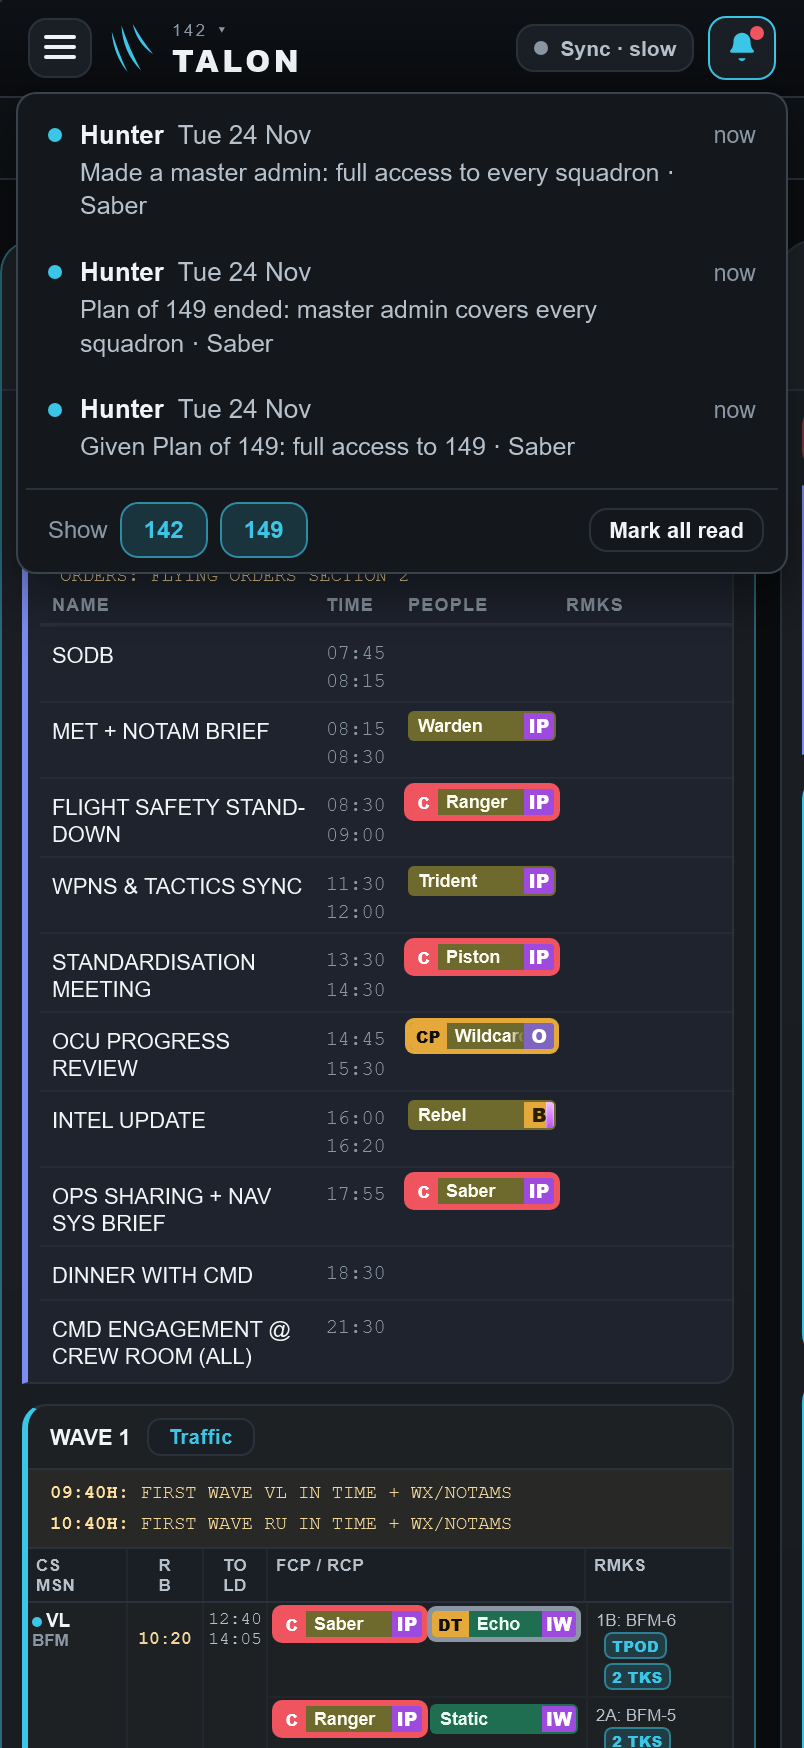 142 ▾
TALON
Sync · slow
Hunter Tue 24 Nov now
Made a master admin: full access to every squadron ·
Saber
Hunter Tue 24 Nov now
Plan of 149 ended: master admin covers every
squadron · Saber
Hunter Tue 24 Nov now
Given Plan of 149: full access to 149 · Saber
Show 142 149 Mark all read
ORDERS: FLYING ORDERS SECTION 2
NAME TIME PEOPLE RMKS
SODB 07:45
08:15
MET + NOTAM BRIEF 08:15 Warden IP
08:30
FLIGHT SAFETY STAND- 08:30 C Ranger IP
DOWN 09:00
WPNS & TACTICS SYNC 11:30 Trident IP
12:00
STANDARDISATION 13:30 C Piston IP
MEETING 14:30
OCU PROGRESS 14:45 CP Wildcard O
REVIEW 15:30
INTEL UPDATE 16:00 Rebel B
16:20
OPS SHARING + NAV 17:55 C Saber IP
SYS BRIEF
DINNER WITH CMD 18:30
CMD ENGAGEMENT @ 21:30
CREW ROOM (ALL)
WAVE 1 Traffic
09:40H: FIRST WAVE VL IN TIME + WX/NOTAMS
10:40H: FIRST WAVE RU IN TIME + WX/NOTAMS
CS R TO FCP / RCP RMKS
MSN B LD
VL 10:20 12:40 C Saber IP DT Echo IW 1B: BFM-6
BFM 14:05 TPOD
2 TKS
C Ranger IP Static IW 2A: BFM-5
2 TKS